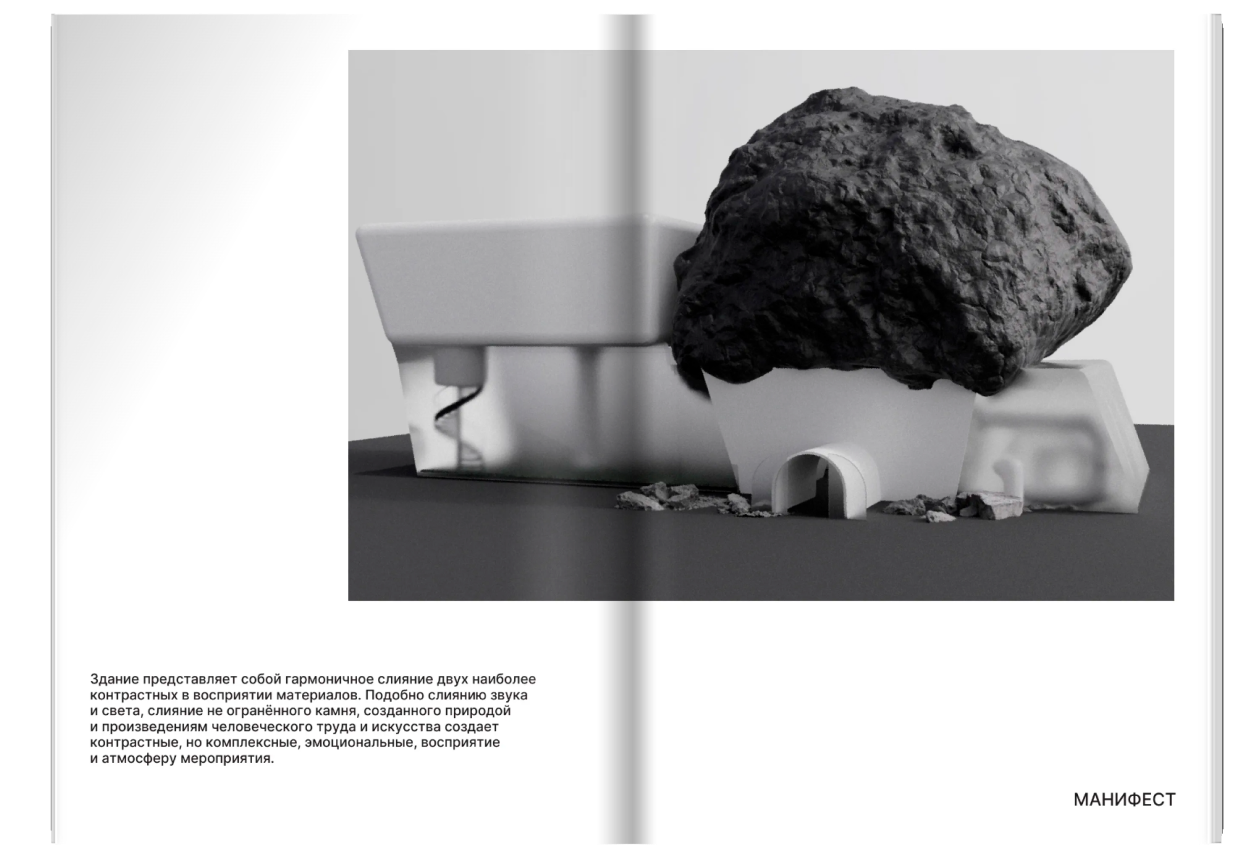 Здание представляет собой гармоничное слияние двух наиболее
контрастных в восприятии материалов. Подобно слиянию звука
и света, слияние не огранённого камня, созданного природой
и произведениям человеческого труда и искусства создает
контрастные, но комплексные, эмоциональные, восприятие
и атмосферу мероприятия.
МАНИФЕСТ